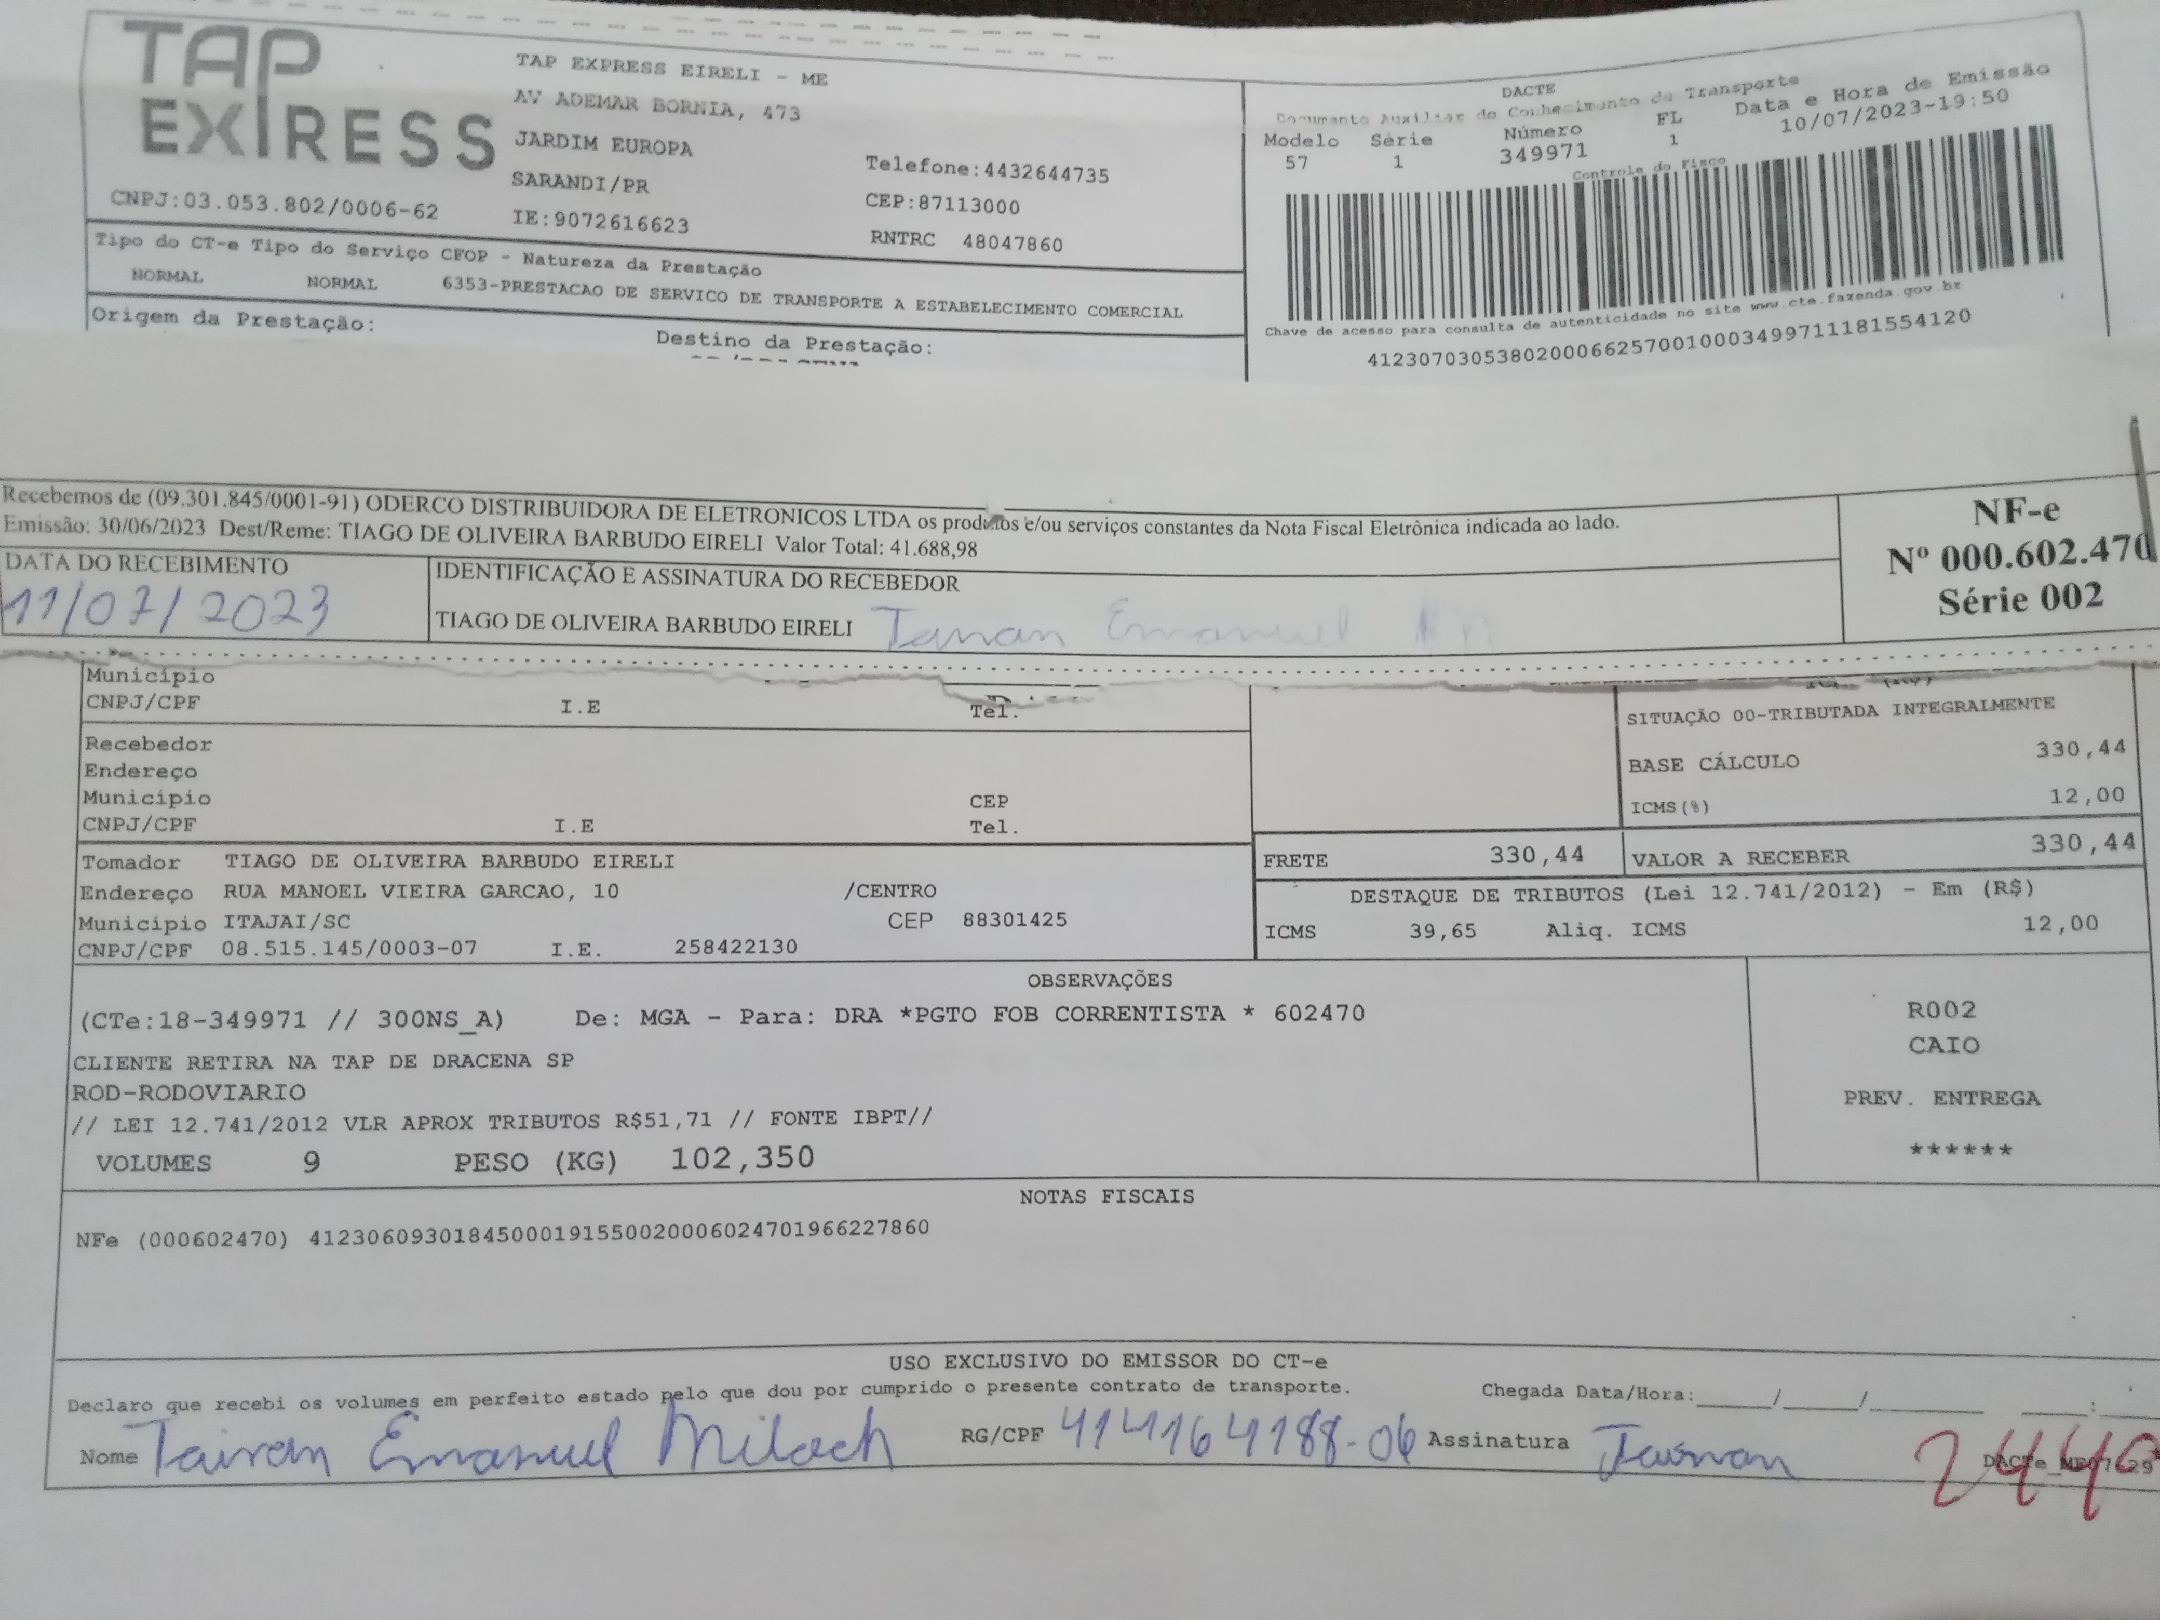 TAP EXPRESS
TAP EXPRESS EIRELI - ME
AV ADEMAR BORNIA, 473
JARDIM EUROPA
SARANDI/PR
Telefone:4432644735
CEP:87113000
CNPJ:03.053.802/0006-62
IE:9072616623
RNTRC 48047860
Tipo do CT-e Tipo do Serviço CFOP - Natureza da Prestação
NORMAL NORMAL 6353-PRESTACAO DE SERVICO DE TRANSPORTE A ESTABELECIMENTO COMERCIAL
Origem da Prestação: Destino da Prestação:
DACTE
Documento Auxiliar do Conhecimento de Transporte
Modelo Série Número FL Data e Hora de Emissão
57 1 349971 1 10/07/2023-19:50
Controle do Fisco
Chave de acesso para consulta de autenticidade no site www.cte.fazenda.gov.br
41230703053802000662570010003499711181554120
Recebemos de (09.301.845/0001-91) ODERCO DISTRIBUIDORA DE ELETRONICOS LTDA os produtos e/ou serviços constantes da Nota Fiscal Eletrônica indicada ao lado.
Emissão: 30/06/2023 Dest/Reme: TIAGO DE OLIVEIRA BARBUDO EIRELI Valor Total: 41.688,98
DATA DO RECEBIMENTO IDENTIFICAÇÃO E ASSINATURA DO RECEBEDOR
11/07/2023 TIAGO DE OLIVEIRA BARBUDO EIRELI Tairan Emanuel
NF-e
Nº 000.602.470
Série 002
Município
CNPJ/CPF I.E Tel.
Recebedor
Endereço
Município CEP
CNPJ/CPF I.E Tel.
SITUAÇÃO 00-TRIBUTADA INTEGRALMENTE
BASE CÁLCULO 330,44
ICMS(%) 12,00
FRETE 330,44 VALOR A RECEBER 330,44
Tomador TIAGO DE OLIVEIRA BARBUDO EIRELI
Endereço RUA MANOEL VIEIRA GARCAO, 10 /CENTRO
Município ITAJAI/SC CEP 88301425
CNPJ/CPF 08.515.145/0003-07 I.E. 258422130
DESTAQUE DE TRIBUTOS (Lei 12.741/2012) - Em (R$)
ICMS 39,65 Aliq. ICMS 12,00
OBSERVAÇÕES
(CTe:18-349971 // 300NS_A) De: MGA - Para: DRA *PGTO FOB CORRENTISTA * 602470
CLIENTE RETIRA NA TAP DE DRACENA SP
ROD-RODOVIARIO
// LEI 12.741/2012 VLR APROX TRIBUTOS R$51,71 // FONTE IBPT//
VOLUMES 9 PESO (KG) 102,350
R002
CAIO
PREV. ENTREGA
******
NOTAS FISCAIS
NFe (000602470) 41230609301845000191550020006024701966227860
USO EXCLUSIVO DO EMISSOR DO CT-e
Declaro que recebi os volumes em perfeito estado pelo que dou por cumprido o presente contrato de transporte. Chegada Data/Hora:____/____/________ ____:____
Nome Tairan Emanuel Miloch RG/CPF 414164188-06 Assinatura Tairan